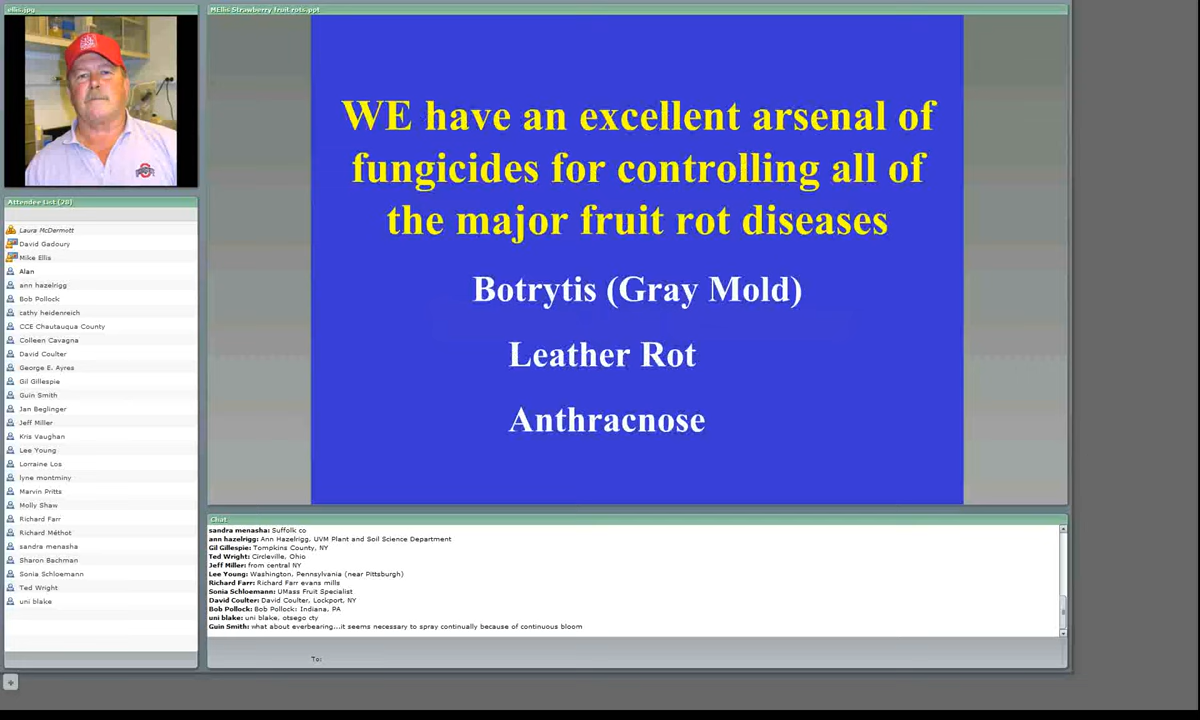 ellis.jpg
Attendee List (28)
Laura McDermott
David Gadoury
Mike Ellis
Alan
ann hazelrigg
Bob Pollock
cathy heidenreich
CCE Chautauqua County
Colleen Cavagna
David Coulter
George E. Ayres
Gil Gillespie
Guin Smith
Jan Beglinger
Jeff Miller
Kris Vaughan
Lee Young
Lorraine Los
lyne montminy
Marvin Pritts
Molly Shaw
Richard Farr
Richard Méthot
sandra menasha
Sharon Bachman
Sonia Schloemann
Ted Wright
uni blake
MEllis Strawberry fruit rots.ppt
WE have an excellent arsenal of
fungicides for controlling all of
the major fruit rot diseases
Botrytis (Gray Mold)
Leather Rot
Anthracnose
Chat
sandra menasha: Suffolk co
ann hazelrigg: Ann Hazelrigg, UVM Plant and Soil Science Department
Gil Gillespie: Tompkins County, NY
Ted Wright: Circleville, Ohio
Jeff Miller: from central NY
Lee Young: Washington, Pennsylvania (near Pittsburgh)
Richard Farr: Richard Farr evans mills
Sonia Schloemann: UMass Fruit Specialist
David Coulter: David Coulter, Lockport, NY
Bob Pollock: Bob Pollock: Indiana, PA
uni blake: uni blake, otsego cty
Guin Smith: what about everbearing...it seems necessary to spray continually because of continuous bloom
To: